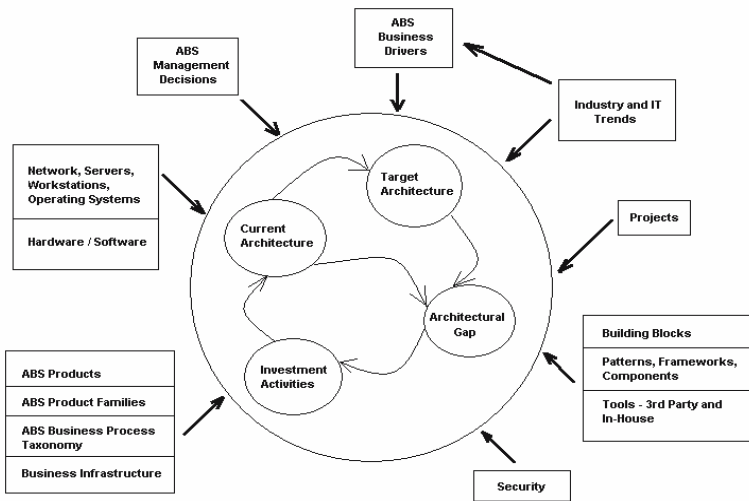 ABS
Management
Decisions
ABS
Business
Drivers
Industry and IT
Trends
Network, Servers,
Workstations,
Operating Systems
Hardware / Software
Target
Architecture
Current
Architecture
Projects
Architectural
Gap
Investment
Activities
Building Blocks
Patterns, Frameworks,
Components
Tools - 3rd Party and
In-House
ABS Products
ABS Product Families
ABS Business Process
Taxonomy
Business Infrastructure
Security